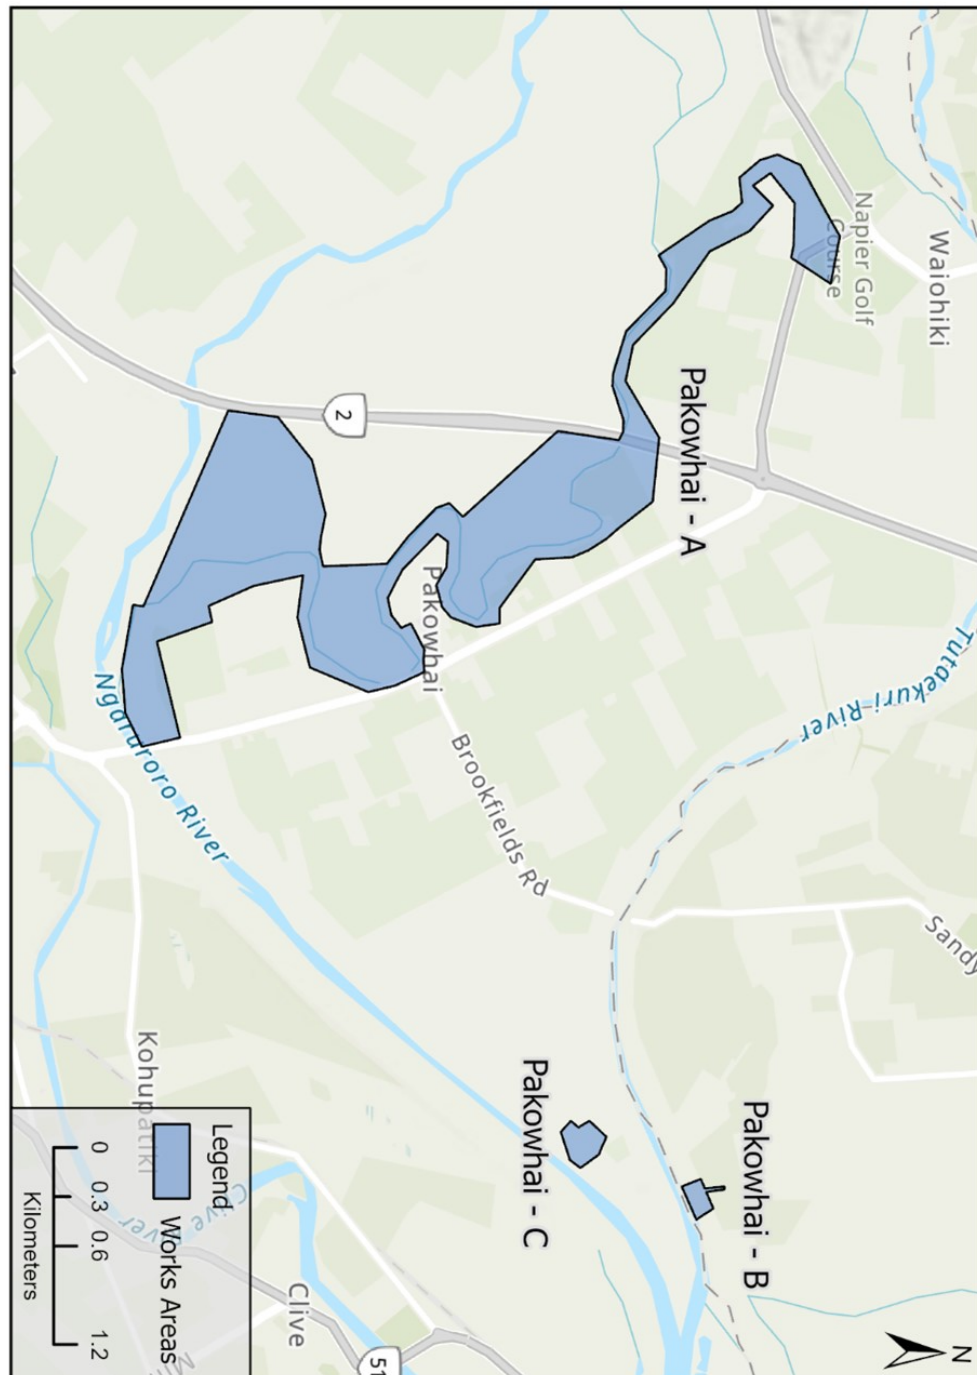 N
Waiohiki
Napier Golf
Course
Tutaekuri River
Sandy
Pakowhai - A
Pakowhai - B
2
Pakowhai
Brookfields Rd
Pakowhai - C
Ngaruroro River
Kohupatiki
Clive
51
Clive River
Legend
Works Areas
0 0.3 0.6 1.2
Kilometers